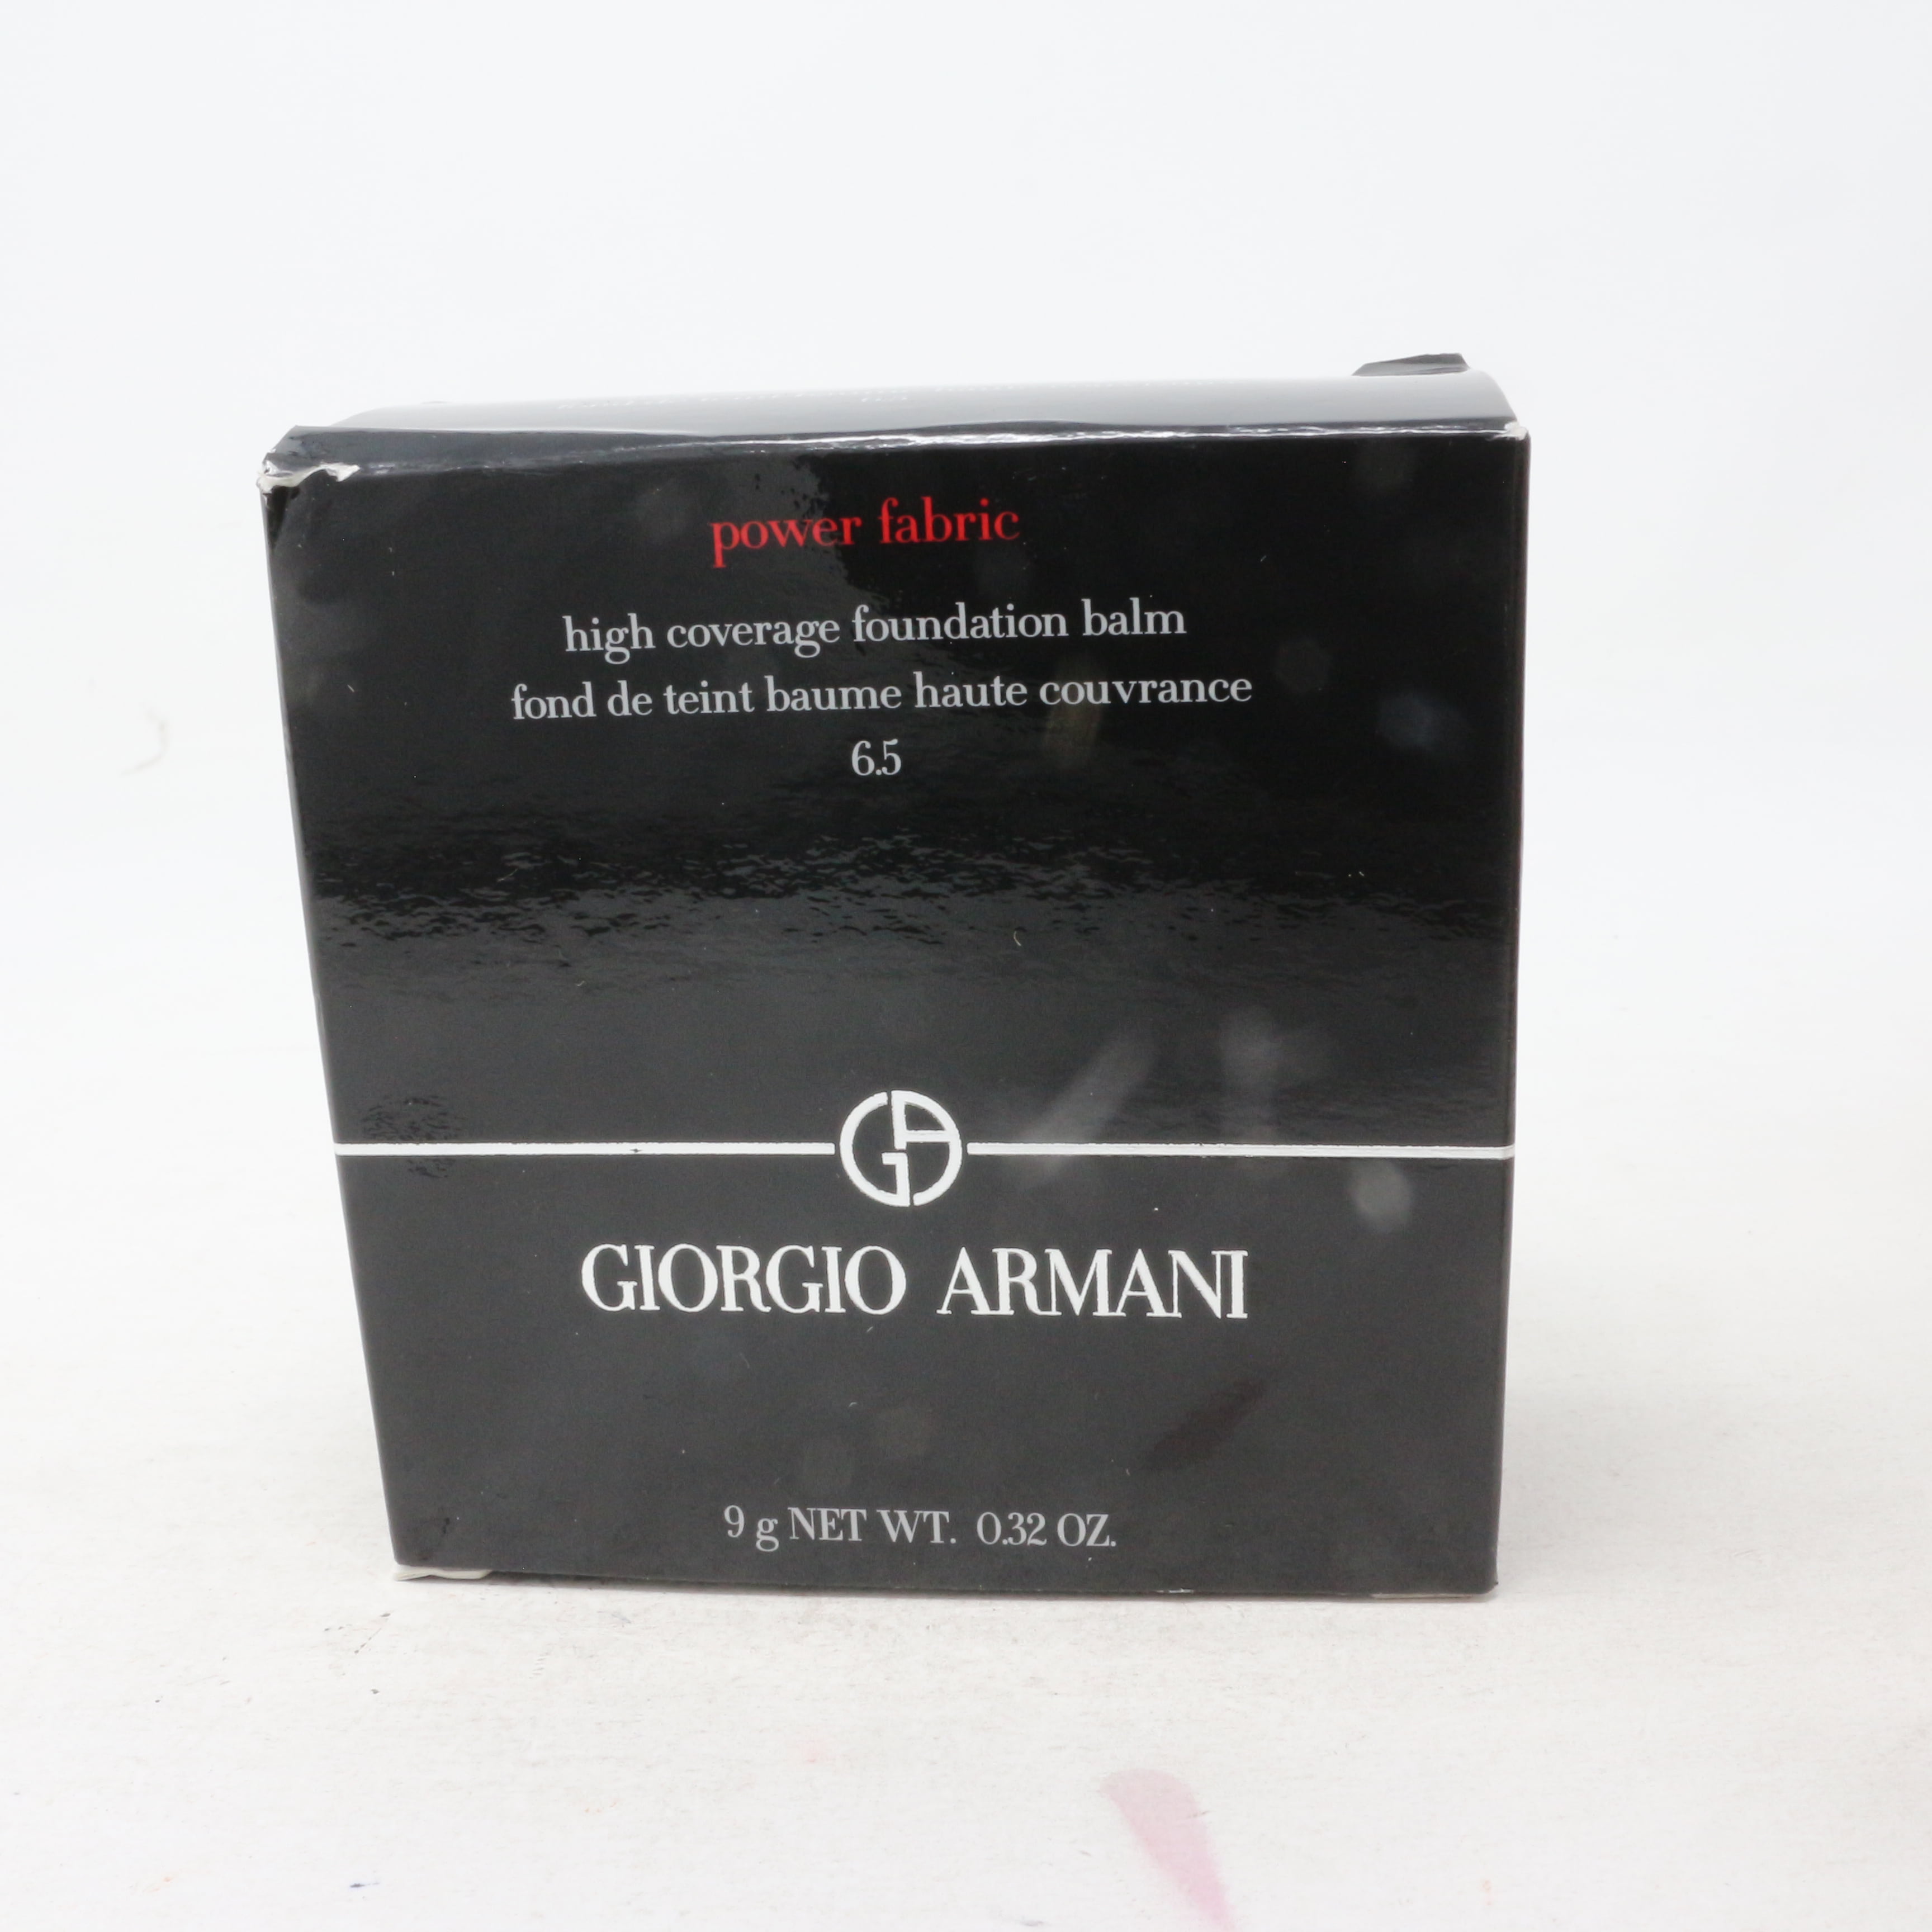 power fabric
high coverage foundation balm
fond de teint baume haute couvrance
6.5
GA
GIORGIO ARMANI
9 g NET WT. 0.32 OZ.